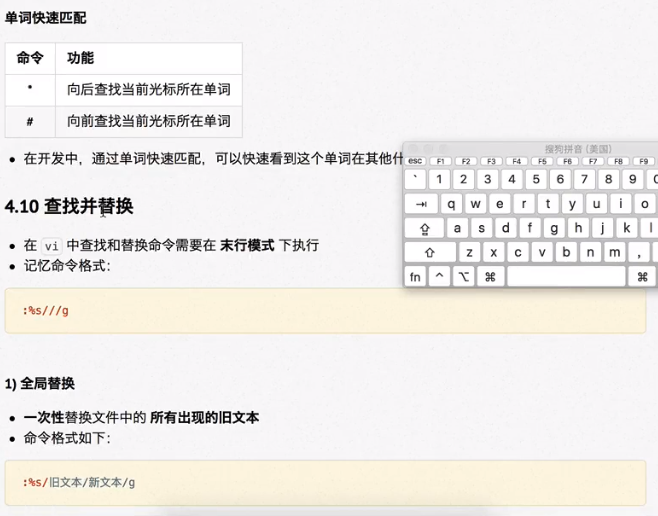 单词快速匹配
命令 功能
* 向后查找当前光标所在单词
# 向前查找当前光标所在单词
• 在开发中，通过单词快速匹配，可以快速看到这个单词在其他什
搜狗拼音 (美国)
esc F1 F2 F3 F4 F5 F6 F7 F8 F9
` 1 2 3 4 5 6 7 8 9
q w e r t y u i o
a s d f g h j k l
z x c v b n m ,
fn ^ ⌥ ⌘ ⌘
4.10 查找并替换
• 在 vi 中查找和替换命令需要在 末行模式 下执行
• 记忆命令格式：
:%s///g
1) 全局替换
• 一次性替换文件中的 所有出现的旧文本
• 命令格式如下：
:%s/旧文本/新文本/g